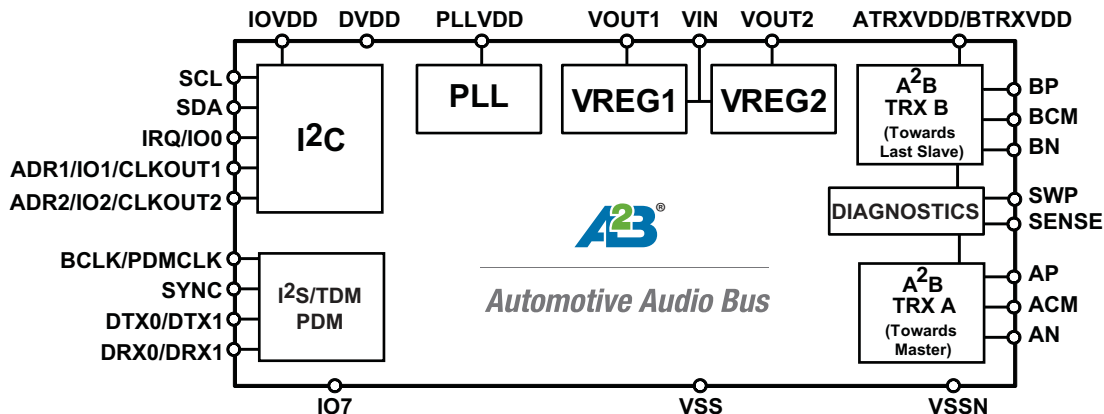 IOVDD DVDD PLLVDD VOUT1 VIN VOUT2 ATRXVDD/BTRXVDD
SCL
SDA
IRQ/IO0
ADR1/IO1/CLKOUT1
ADR2/IO2/CLKOUT2
I²C
PLL
VREG1
VREG2
A²B
TRX B
(Towards
Last Slave)
BP
BCM
BN
DIAGNOSTICS
SWP
SENSE
A²B®
Automotive Audio Bus
BCLK/PDMCLK
SYNC
DTX0/DTX1
DRX0/DRX1
I²S/TDM
PDM
A²B
TRX A
(Towards
Master)
AP
ACM
AN
IO7 VSS VSSN